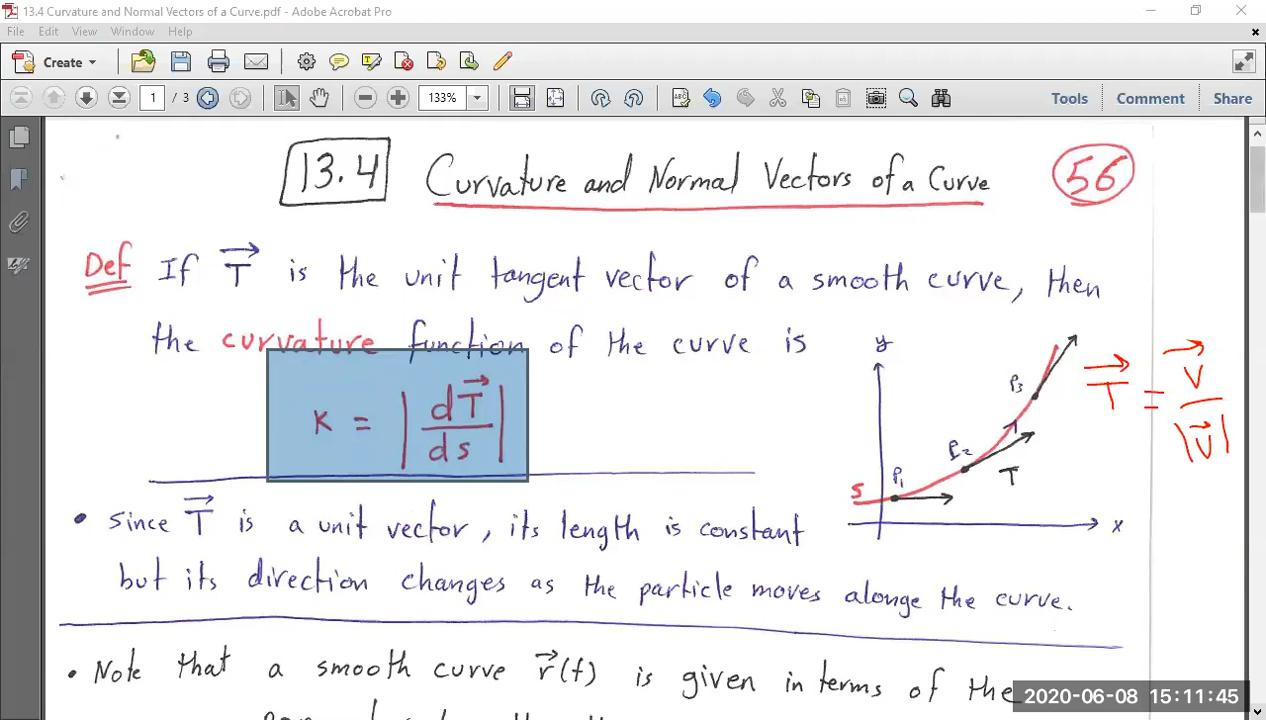 13.4 Curvature and Normal Vectors of a Curve.pdf - Adobe Acrobat Pro
File Edit View Window Help
Create
1 / 3 133% Tools Comment Share
13.4 Curvature and Normal Vectors of a Curve 56
Def If T⃗ is the unit tangent vector of a smooth curve, then
the curvature function of the curve is
κ = |dT⃗/ds|
y
P3
P2
P1
T
S
x
T⃗ = v⃗/|v⃗|
• Since T⃗ is a unit vector, its length is constant
but its direction changes as the particle moves alonge the curve.
• Note that a smooth curve r⃗(t) is given in terms of the
2020-06-08 15:11:45